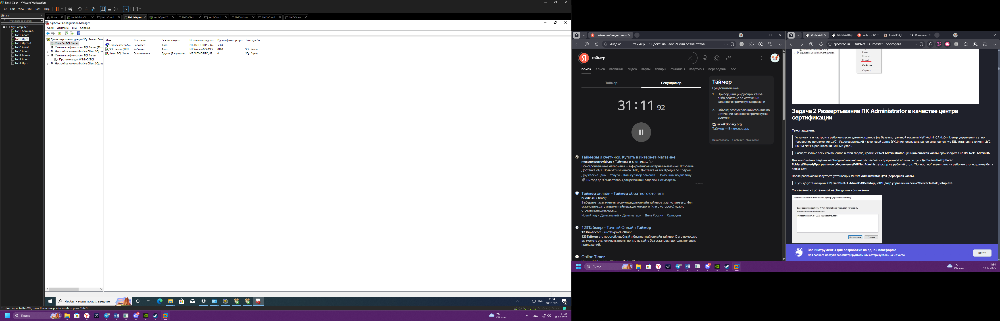 Net1-Open - VMware Workstation
File Edit View VM Tabs Help
Library
Type here to search
My Computer
Net1-AdminCA
Net1-Coord
Net1-Open
Net1-OperCA
Net2-Client
Net2-Coord
Net3-Admin
Net3-Coord
Net3-Open
Home
Net1-AdminCA
Net1-Coord
Net1-Open
Net1-OperCA
Net2-Client
Net2-Coord
Net3-Admin
Net3-Coord
Net3-Open
Sql Server Configuration Manager
Файл Действие Вид Справка
Диспетчер конфигурации SQL Server (Лока
Службы SQL Server
Сетевая конфигурация SQL Server (32-р
Настройка клиента Native Client SQL ве
Сетевая конфигурация SQL Server
Протоколы для WINNCCSQL
Настройка клиента Native Client SQL ве
Имя Состояние Режим запуска Использовать для ... Идентификатор пр... Тип службы
Обозреватель S... Работает Авто NT AUTHORITY\LO... 5204
SQL Server (WIN... Работает Авто NT Service\MSSQL$... 8160 SQL Server
Агент SQL Server... Остановлена Другое (Загрузочн... NT AUTHORITY\NE... 0 SQL Agent
Чтобы начать поиск, введите
ENG
11:34
18.12.2025
2
To direct input to this VM, move the mouse pointer inside or press Ctrl+G.
Поиск
1°C
Облачно
ENG
11:34
18.12.2025
1
таймер — Яндекс: наш
Яндекс
таймер — Яндекс: нашлось 9 млн результатов
Я
таймер
поиск алиса картинки видео карты товары финансы квартиры переводчик все
Таймер Секундомер
31:11 92
Та́ймер
Существительное
1. Прибор, инициирующий какое-
либо действие по истечении
заданного промежутка времени
2. Объект, возбуждающий событие по
истечении заданного промежутка
времени
ru.wiktionary.org
Та́ймер — Викисловарь
Викисловарь Сообщить об ошибке
Таймеры и счетчики. Купить в интернет-магазине
moscow.petrovich.ru › Таймеры-и-счетчики...
Все строительные материалы — в фирменном интернет-магазине Петрович ·
Доставка 24/7. Возврат излишков 360д.. Доставка от 4 ч. Кредит со Сбером
Дружеские цены · Услуги · Калькулятор ремонта · Помощник по дизайну
Выгода до 90% на товары для ремонта и отделки Посмотреть
промо
Таймер онлайн - Таймер обратного отсчета
budilki.ru › timer/
Выберите часы, минуты и секунды для онлайн таймера и запустите его. Или
установите дату и время таймера, до которого (или с которого) нужно
отсчитывать дни, часы...
Новый год · День знаний · День матери · День России · Хэллоуин
123Таймер – Точный Онлайн Таймер
123timer.com › ru?ref=producthunt
123Таймер это простой, удобный и бесплатный онлайн таймер. С его помощью
вы можете отслеживать время прямо на сайте без установки дополнительных
приложений.
Online Timer
5
ViPNet-I
ViPNet-IB/
sqlexpr 64 2
Install SQL
Download M
gitverse.ru
ViPNet-IB - master - boomgara...
Protocols for WINNCCSQL
SQL Native Client 11.0 Configuration
Pause
Resume
Restart
Свойства
Справка
Задача 2 Развертывание ПК Administrator в качестве центра
сертификации
Текст задания:
Установить и настроить рабочее место администратора (на базе виртуальной машины Net1-AdminCA (ЦО)): Центр управления сетью
(серверное приложение ЦУС), Удостоверяющий и ключевой центр (УКЦ); использовать ранее установленную БД. Установить клиент ЦУС
на ВМ Net1-Open (незащищенный узел).
Развертывание всех компонентов в этой задаче, кроме ViPNet Administrator ЦУС (клиентская часть) производится на ВМ Net1-AdminCA
Для выполнения задания необходимо полностью распаковать содержимое архива по пути \\vmware-host\Shared
Folders\Shared\Программное обеспечение\ViPNet Administrator.zip на рабочий стол. "Полностью" значит, что на рабочем столе должна быть
папка Soft.
После распаковки запустите установщик ViPNet Administrator ЦУС (серверная часть).
Путь до установщика: C:\Users\Net-1-AdminCA\Desktop\Soft\Центр управления сетью\Server Install\Setup.exe
Соглашаемся с установкой необходимых компонентов:
Установка ViPNet Administrator [Центр управления сетью]
Для корректной работы ViPNet Administrator требуется установить
дополнительные компоненты.
Microsoft Visual C++ 2010 x86 Redistributable
Продолжить Отмена
Все инструменты для разработки на одной платформе
Для полного доступа зарегистрируйтесь или авторизуйтесь на GitVerse
Войти
Поиск
1°C
Облачно
11:34
18.12.2025